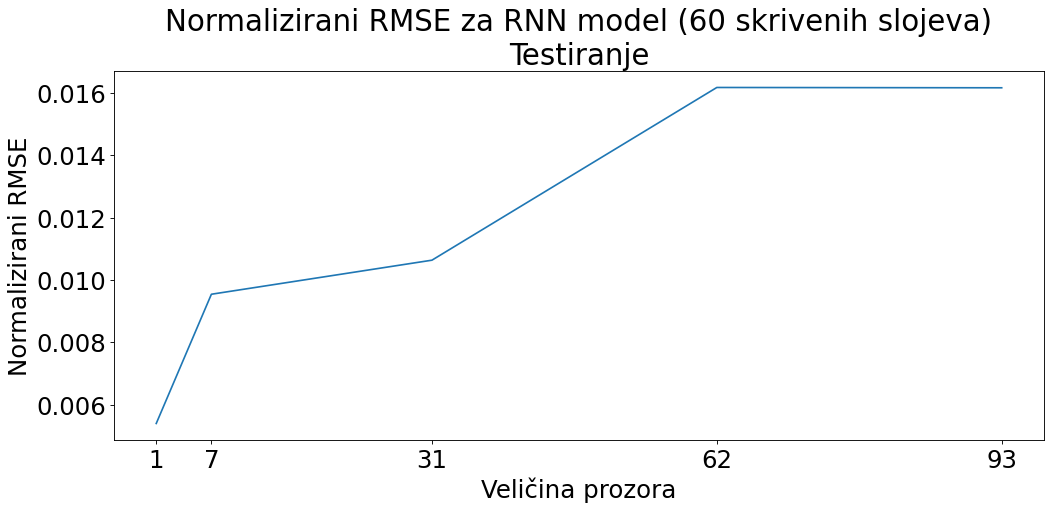 Normalizirani RMSE za RNN model (60 skrivenih slojeva)
Testiranje
Normalizirani RMSE
0.016
0.014
0.012
0.010
0.008
0.006
1 7 31 62 93
Veličina prozora